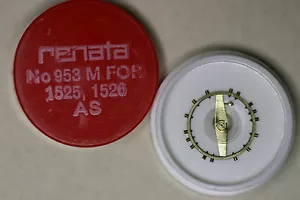 renata
No 953 M FOR
1525, 1526
AS